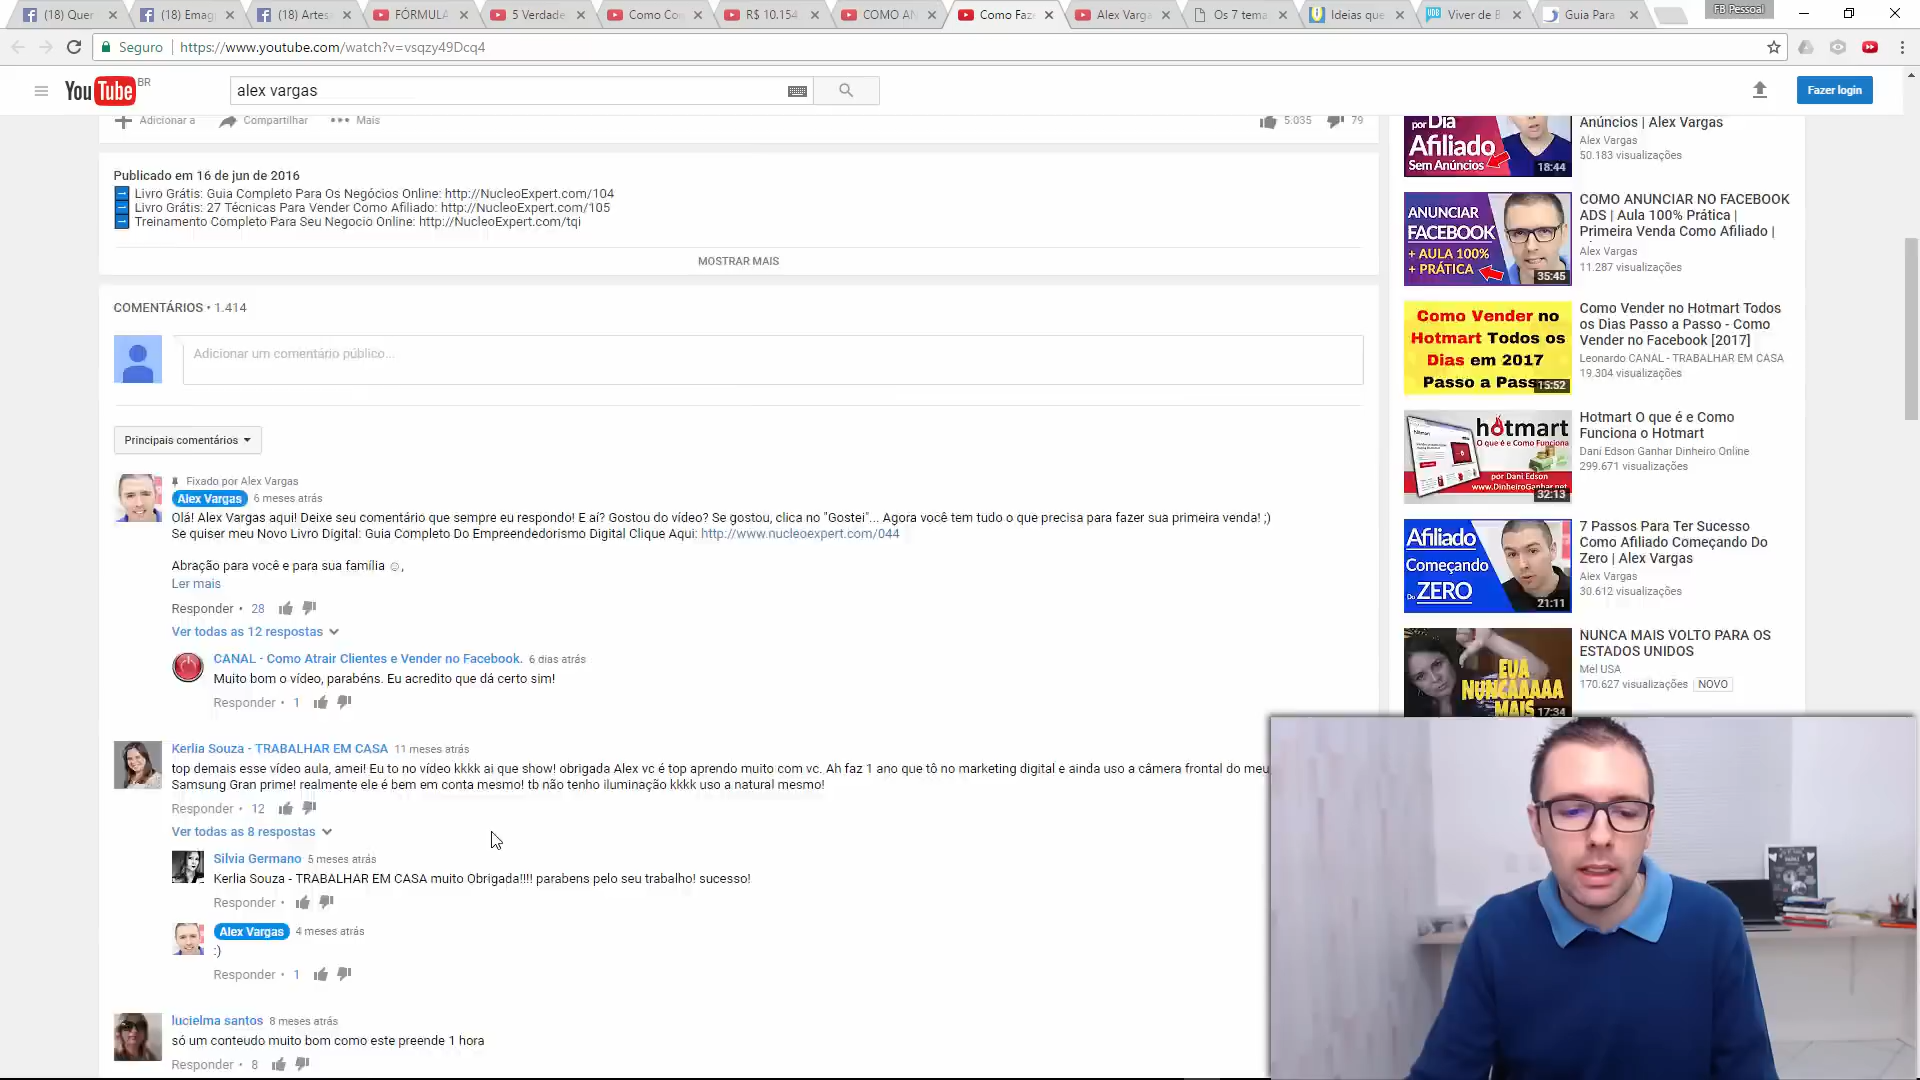 (18) Quer
(18) Emag
(18) Artes
FÓRMULA
5 Verdade
Como Co
R$ 10.154
COMO AN
Como Faz
Alex Varga
Os 7 tema
Ideias que
Viver de B
Guia Para
FB Pessoal
Seguro
https://www.youtube.com/watch?v=vsqzy49Dcq4
YouTube BR
alex vargas
Fazer login
Adicionar a
Compartilhar
Mais
5.035
79
Publicado em 16 de jun de 2016
Livro Grátis: Guia Completo Para Os Negócios Online: http://NucleoExpert.com/104
Livro Grátis: 27 Técnicas Para Vender Como Afiliado: http://NucleoExpert.com/105
Treinamento Completo Para Seu Negocio Online: http://NucleoExpert.com/tqi
MOSTRAR MAIS
COMENTÁRIOS • 1.414
Adicionar um comentário público...
Principais comentários
Fixado por Alex Vargas
Alex Vargas 6 meses atrás
Olá! Alex Vargas aqui! Deixe seu comentário que sempre eu respondo! E aí? Gostou do vídeo? Se gostou, clica no "Gostei"... Agora você tem tudo o que precisa para fazer sua primeira venda! ;)
Se quiser meu Novo Livro Digital: Guia Completo Do Empreendedorismo Digital Clique Aqui: http://www.nucleoexpert.com/044
Abração para você e para sua família ☺,
Ler mais
Responder • 28
Ver todas as 12 respostas
CANAL - Como Atrair Clientes e Vender no Facebook. 6 dias atrás
Muito bom o vídeo, parabéns. Eu acredito que dá certo sim!
Responder • 1
Kerlia Souza - TRABALHAR EM CASA 11 meses atrás
top demais esse vídeo aula, amei! Eu to no vídeo kkkk ai que show! obrigada Alex vc é top aprendo muito com vc. Ah faz 1 ano que tô no marketing digital e ainda uso a câmera frontal do meu
Samsung Gran prime! realmente ele é bem em conta mesmo! tb não tenho iluminação kkkk uso a natural mesmo!
Responder • 12
Ver todas as 8 respostas
Silvia Germano 5 meses atrás
Kerlia Souza - TRABALHAR EM CASA muito Obrigada!!!! parabens pelo seu trabalho! sucesso!
Responder •
Alex Vargas 4 meses atrás
:)
Responder • 1
lucielma santos 8 meses atrás
só um conteudo muito bom como este preende 1 hora
Responder • 8
por Dia
Afiliado
Sem Anúncios
18:44
Anúncios | Alex Vargas
Alex Vargas
50.183 visualizações
ANUNCIAR
FACEBOOK
+ AULA 100%
+ PRÁTICA
35:45
COMO ANUNCIAR NO FACEBOOK
ADS | Aula 100% Prática |
Primeira Venda Como Afiliado |
Alex Vargas
11.287 visualizações
Como Vender no
Hotmart Todos os
Dias em 2017
Passo a Pass
15:52
Como Vender no Hotmart Todos
os Dias Passo a Passo - Como
Vender no Facebook [2017]
Leonardo CANAL - TRABALHAR EM CASA
19.304 visualizações
hotmart
O que é e Como Funciona
por Dani Edson
www.DinheiroGanhar.net
32:13
Hotmart O que é e Como
Funciona o Hotmart
Dani Edson Ganhar Dinheiro Online
299.671 visualizações
Afiliado
Começando
Do ZERO
21:11
7 Passos Para Ter Sucesso
Como Afiliado Começando Do
Zero | Alex Vargas
Alex Vargas
30.612 visualizações
EUA
NUNCAAAAA
MAIS
17:34
NUNCA MAIS VOLTO PARA OS
ESTADOS UNIDOS
Mel USA
170.627 visualizações NOVO